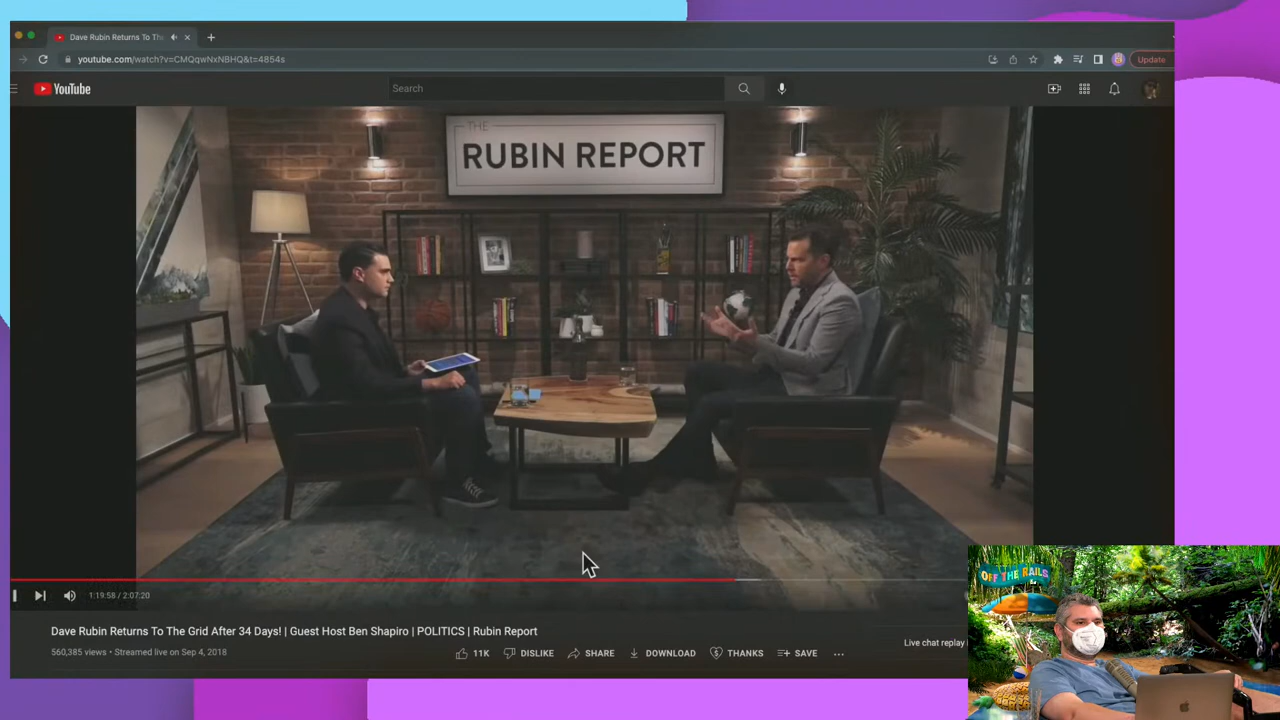 Dave Rubin Returns To Th
youtube.com/watch?v=CMQqwNxNBHQ&t=4854s
Update
YouTube
Search
THE
RUBIN REPORT
1:19:58 / 2:07:20
Dave Rubin Returns To The Grid After 34 Days! | Guest Host Ben Shapiro | POLITICS | Rubin Report
560,385 views • Streamed live on Sep 4, 2018
11K
DISLIKE
SHARE
DOWNLOAD
THANKS
SAVE
Live chat replay
OFF THE RAILS